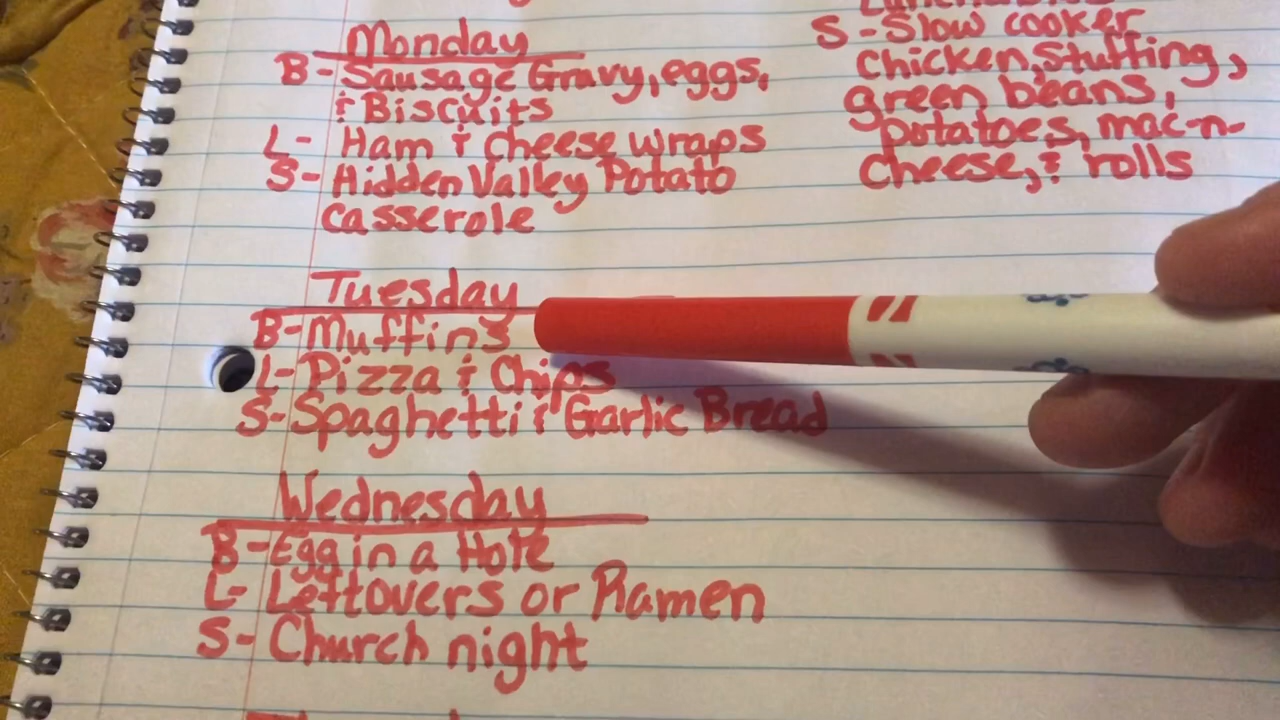 Monday
B- Sausage Gravy, eggs,
& Biscuits
L- Ham & cheese wraps
S- Hidden Valley Potato
casserole
Tuesday
B- Muffins
L- Pizza & Chips
S- Spaghetti & Garlic Bread
Wednesday
B- Egg in a Hole
L- Leftovers or Ramen
S- Church night
S- Slow cooker
chicken, stuffing,
green beans,
potatoes, mac-n-
cheese, & rolls